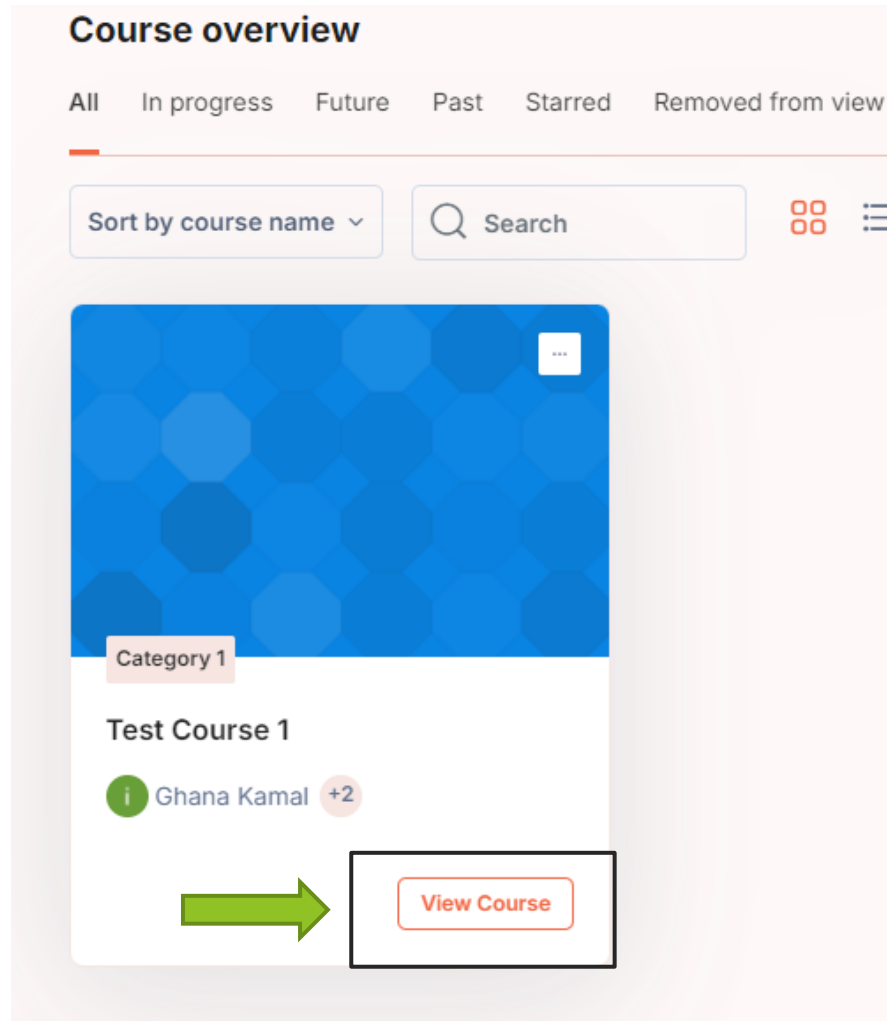 Course overview
All In progress Future Past Starred Removed from view
Sort by course name Search
...
Category 1
Test Course 1
i Ghana Kamal +2
View Course